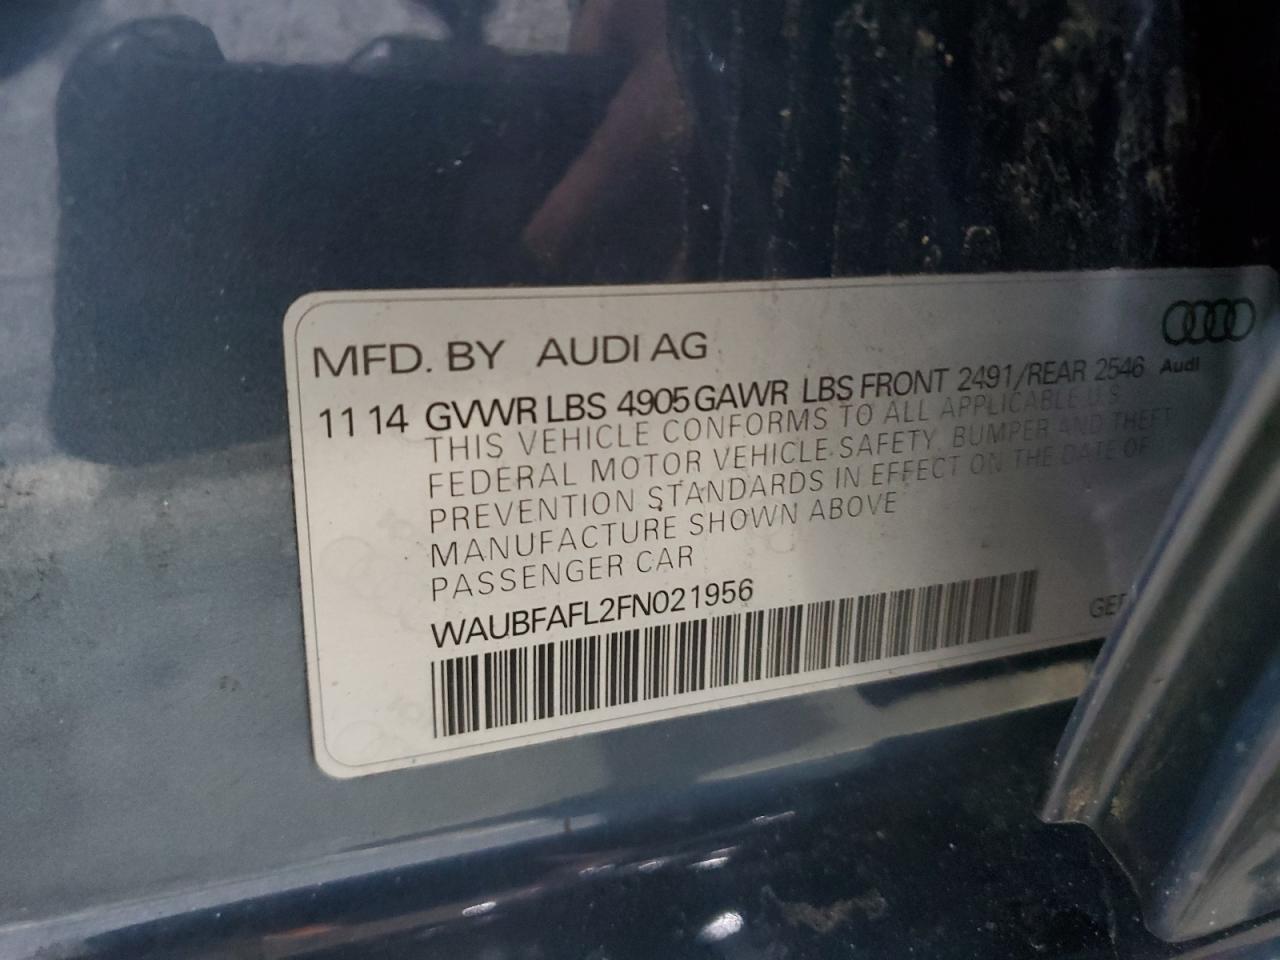 MFD. BY AUDI AG
Audi
11 14 GVWR LBS 4905 GAWR LBS FRONT 2491/REAR 2546
THIS VEHICLE CONFORMS TO ALL APPLICABLE U.S.
FEDERAL MOTOR VEHICLE SAFETY, BUMPER AND THEFT
PREVENTION STANDARDS IN EFFECT ON THE DATE OF
MANUFACTURE SHOWN ABOVE
PASSENGER CAR
WAUBFAFL2FN021956